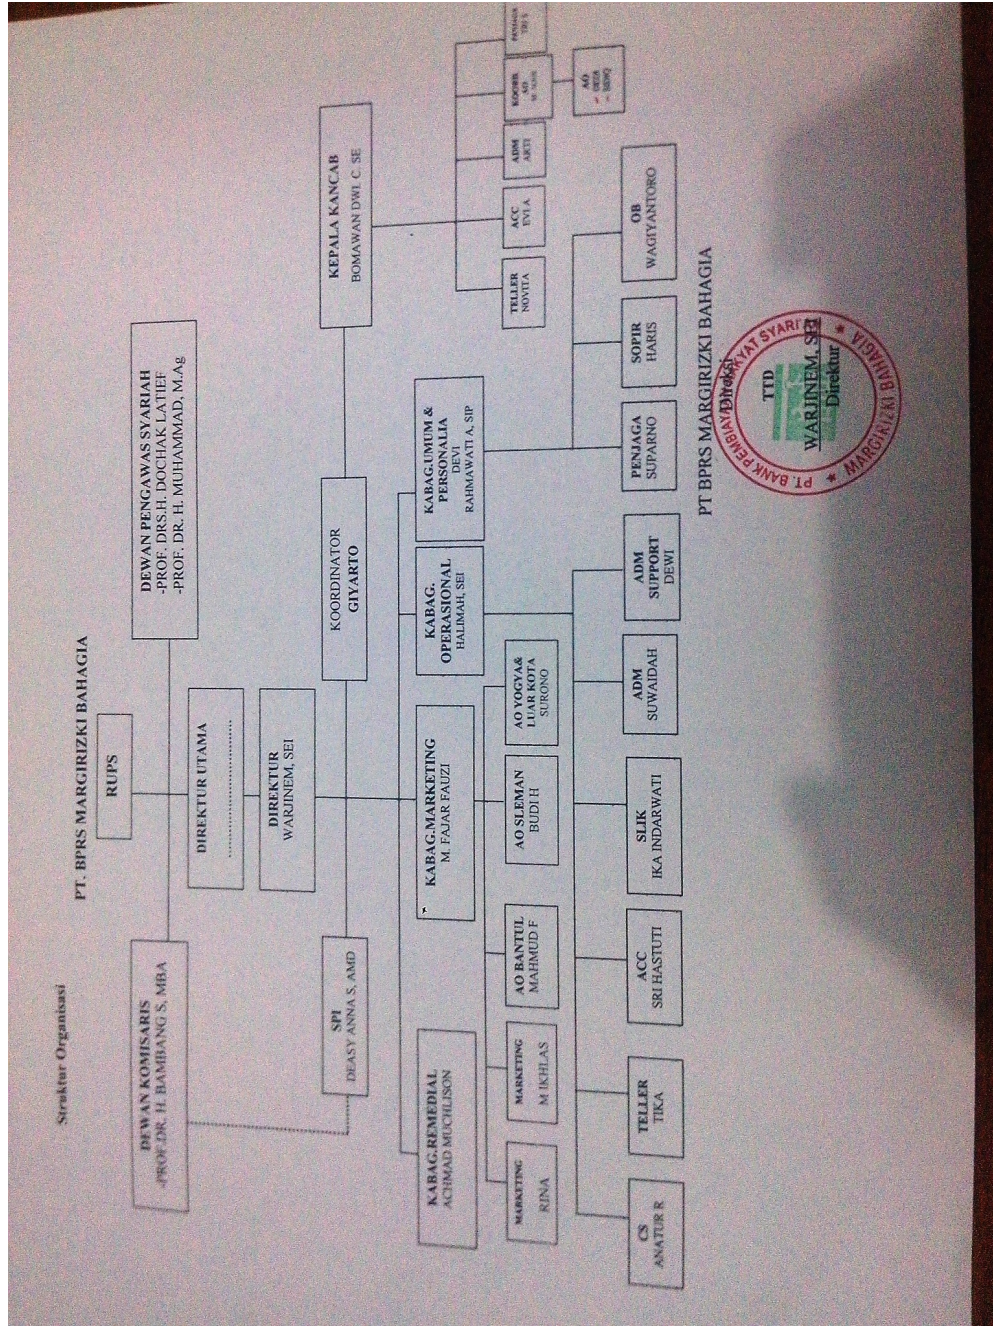 Struktur Organisasi
PT. BPRS MARGIRIZKI BAHAGIA
RUPS
DEWAN KOMISARIS
-PROF.DR. H. BAMBANG S, MBA
DEWAN PENGAWAS SYARIAH
-PROF. DRS.H. DOCHAK LATIEF
-PROF. DR. H. MUHAMMAD, M.Ag
DIREKTUR UTAMA
DIREKTUR
WARJINEM, SEI
SPI
DEASY ANNA S, AMD
KOORDINATOR
GIYARTO
KEPALA KANCAB
BOMAWAN DWI. C. SE
KABAG.REMEDIAL
ACHMAD MUCHLISON
KABAG.MARKETING
M. FAJAR FAUZI
KABAG.
OPERASIONAL
HALIMAH, SEI
KABAG.UMUM &
PERSONALIA
DEVI
RAHMAWATI A, SIP
TELLER
NOVITA
ACC
EVI A
ADM
ARTI
KOORD.
AO
TRI S
AO
MARKETING
RINA
MARKETING
M IKHLAS
AO BANTUL
MAHMUD F
AO SLEMAN
BUDI H
AO YOGYA&
LUAR KOTA
SURONO
CS
ANATUR R
TELLER
TIKA
ACC
SRI HASTUTI
SLIK
IKA INDARWATI
ADM
SUWAIDAH
ADM
SUPPORT
DEWI
PENJAGA
SUPARNO
SOPIR
HARIS
OB
WAGIYANTORO
PT BPRS MARGIRIZKI BAHAGIA
Direksi
PT. BANK PEMBIAYAAN RAKYAT SYARI
TTD
WARJINEM, SEI
Direktur
MARGIRIZKI BAHAGIA